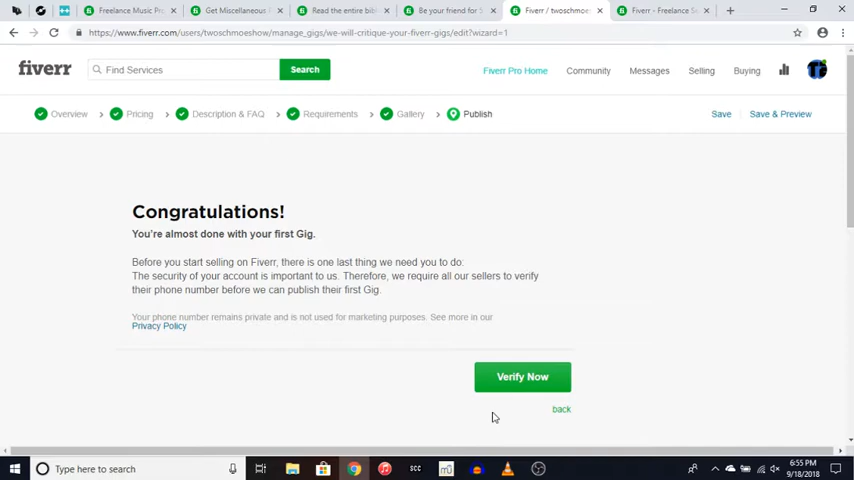 Freelance Music Pr
Get Miscellaneous
Read the entire bib
Be your friend for 5
Fiverr / twoschmoe
Fiverr - Freelance Se
https://www.fiverr.com/users/twoschmoeshow/manage_gigs/we-will-critique-your-fiverr-gigs/edit?wizard=1
fiverr
Find Services
Search
Fiverr Pro Home
Community
Messages
Selling
Buying
Overview
Pricing
Description & FAQ
Requirements
Gallery
Publish
Save
Save & Preview
Congratulations!
You're almost done with your first Gig.
Before you start selling on Fiverr, there is one last thing we need you to do:
The security of your account is important to us. Therefore, we require all our sellers to verify
their phone number before we can publish their first Gig.
Your phone number remains private and is not used for marketing purposes. See more in our
Privacy Policy
Verify Now
back
Type here to search
scc
6:55 PM
9/18/2018